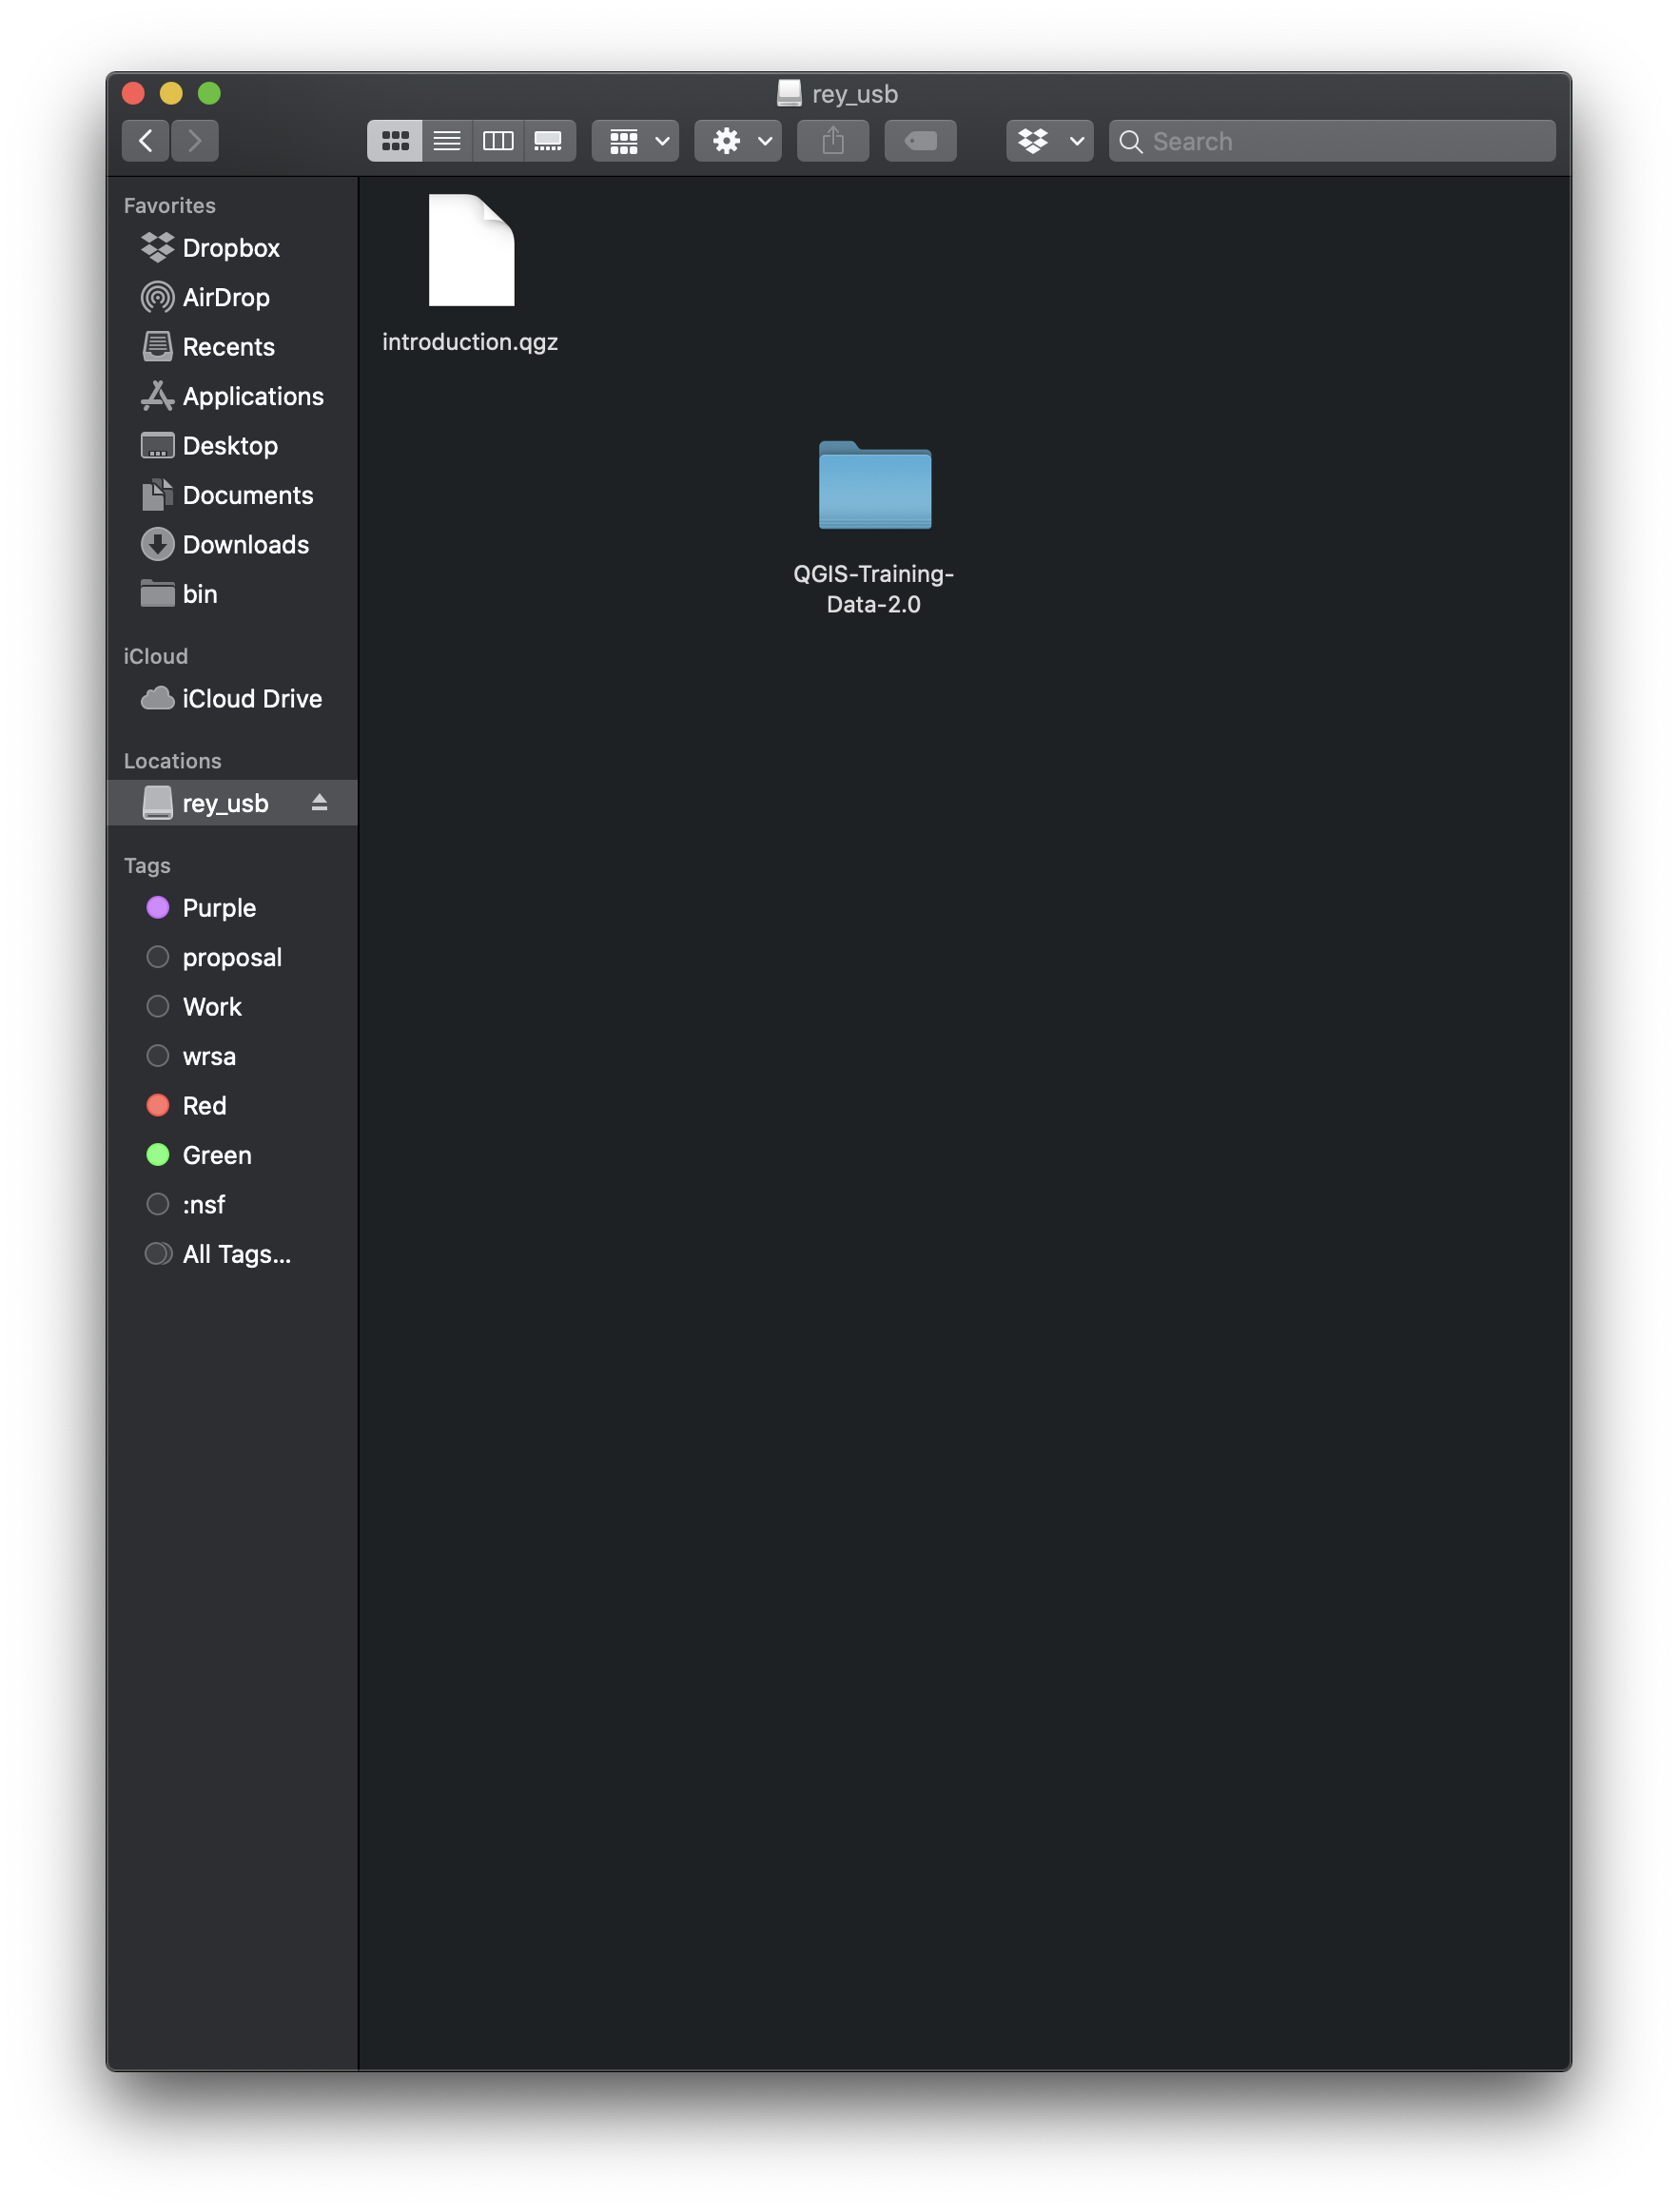 rey_usb
Search
Favorites
Dropbox
AirDrop
Recents
Applications
Desktop
Documents
Downloads
bin
iCloud
iCloud Drive
Locations
rey_usb
Tags
Purple
proposal
Work
wrsa
Red
Green
:nsf
All Tags...
introduction.qgz
QGIS-Training-
Data-2.0